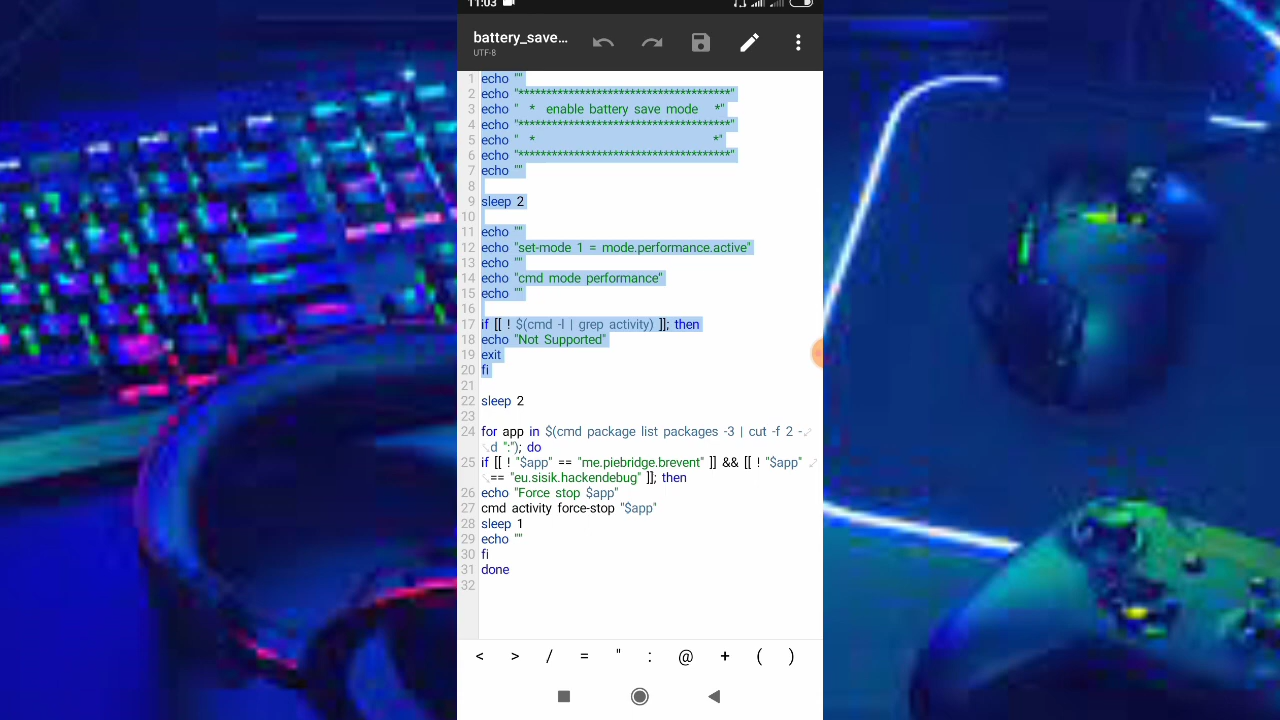 11:03
battery_save...
UTF-8
1 echo ""
2 echo "************************************"
3 echo " * enable battery save mode *"
4 echo "************************************"
5 echo " * *"
6 echo "************************************"
7 echo ""
8
9 sleep 2
10
11 echo ""
12 echo "set-mode 1 = mode.performance.active"
13 echo ""
14 echo "cmd mode performance"
15 echo ""
16
17 if [[ ! $(cmd -l | grep activity) ]]; then
18 echo "Not Supported"
19 exit
20 fi
21
22 sleep 2
23
24 for app in $(cmd package list packages -3 | cut -f 2 -
d ":"); do
25 if [[ ! "$app" == "me.piebridge.brevent" ]] && [[ ! "$app"
== "eu.sisik.hackendebug" ]]; then
26 echo "Force stop $app"
27 cmd activity force-stop "$app"
28 sleep 1
29 echo ""
30 fi
31 done
32
< > / = " : @ + ( )